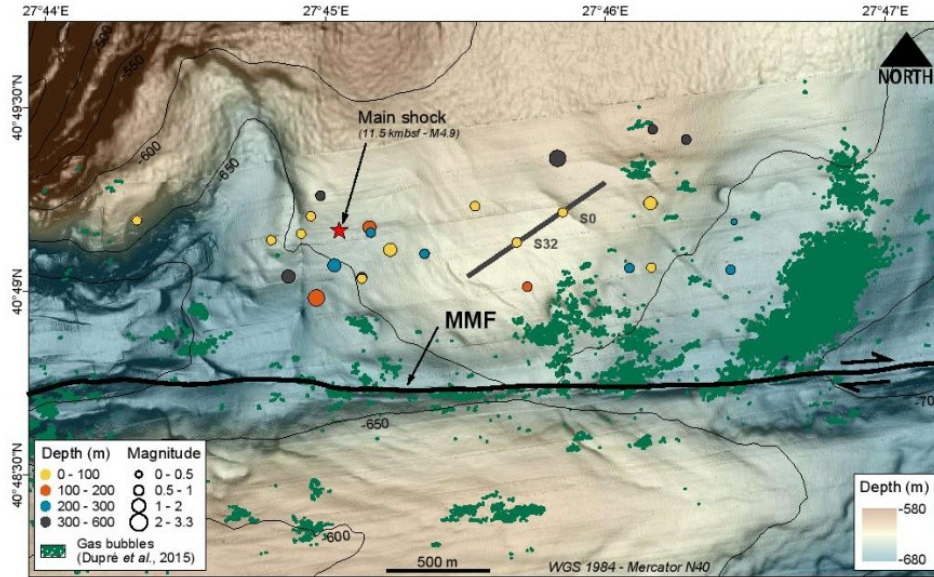 27°44'E
27°45'E
27°46'E
27°47'E
-500
-550
-600
-650
NORTH
40°49'30"N
Main shock
(11.5 kmbsf - M4.9)
S0
S32
40°49'N
MMF
-650
-70
40°48'30"N
Depth (m)
0 - 100
100 - 200
200 - 300
300 - 600
Magnitude
0 - 0.5
0.5 - 1
1 - 2
2 - 3.3
Gas bubbles
(Dupré et al., 2015)
600
500 m
WGS 1984 - Mercator N40
Depth (m)
-580
-680